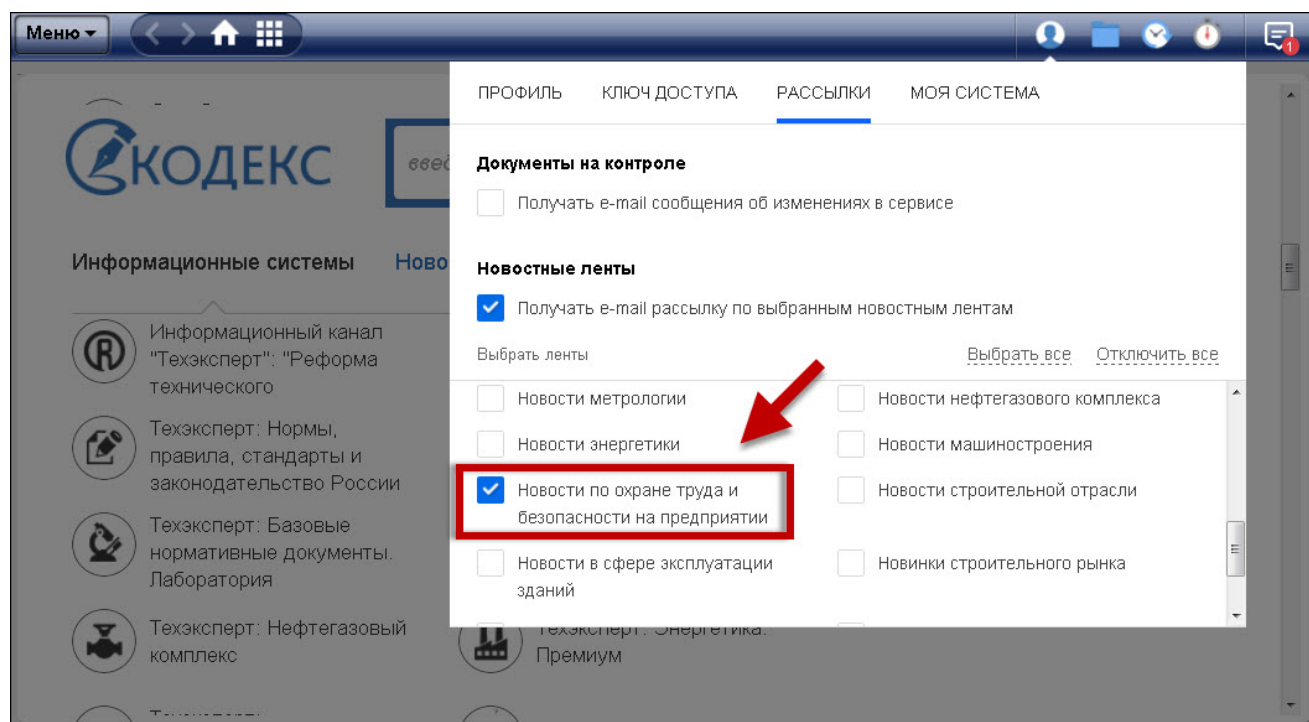 Меню
1
ПРОФИЛЬ КЛЮЧ ДОСТУПА РАССЫЛКИ МОЯ СИСТЕМА
КОДЕКС
Документы на контроле
Получать e-mail сообщения об изменениях в сервисе
Информационные системы
Новостные ленты
Получать e-mail рассылку по выбранным новостным лентам
Выбрать ленты Выбрать все Отключить все
Новости метрологии Новости нефтегазового комплекса
Новости энергетики Новости машиностроения
Новости по охране труда и
безопасности на предприятии
Новости строительной отрасли
Новости в сфере эксплуатации
зданий
Новинки строительного рынка
Информационный канал
"Техэксперт": "Реформа
технического
Техэксперт: Нормы,
правила, стандарты и
законодательство России
Техэксперт: Базовые
нормативные документы.
Лаборатория
Техэксперт: Нефтегазовый
комплекс
Техэксперт: Энергетика.
Премиум